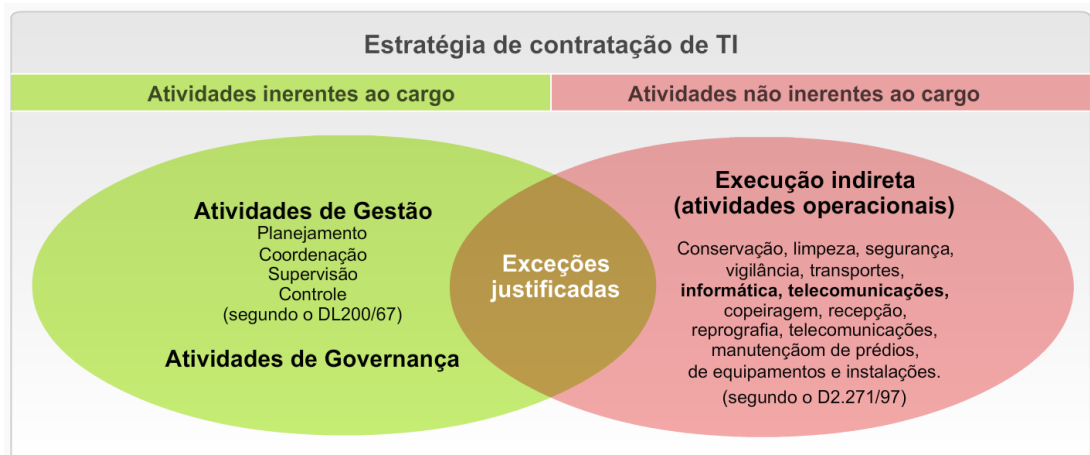 Estratégia de contratação de TI
Atividades inerentes ao cargo
Atividades não inerentes ao cargo
Atividades de Gestão
Planejamento
Coordenação
Supervisão
Controle
(segundo o DL200/67)
Atividades de Governança
Exceções
justificadas
Execução indireta
(atividades operacionais)
Conservação, limpeza, segurança,
vigilância, transportes,
informática, telecomunicações,
copeiragem, recepção,
reprografia, telecomunicações,
manutençãom de prédios,
de equipamentos e instalações.
(segundo o D2.271/97)